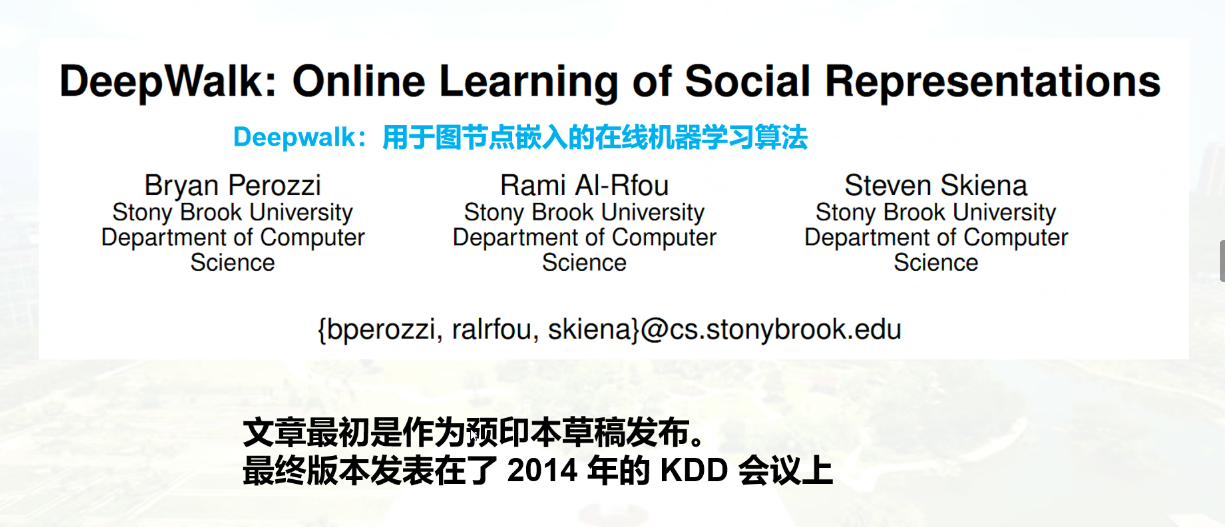 DeepWalk: Online Learning of Social Representations
Deepwalk：用于图节点嵌入的在线机器学习算法
Bryan Perozzi
Stony Brook University
Department of Computer
Science
Rami Al-Rfou
Stony Brook University
Department of Computer
Science
Steven Skiena
Stony Brook University
Department of Computer
Science
{bperozzi, ralrfou, skiena}@cs.stonybrook.edu
文章最初是作为预印本草稿发布。
最终版本发表在了 2014 年的 KDD 会议上